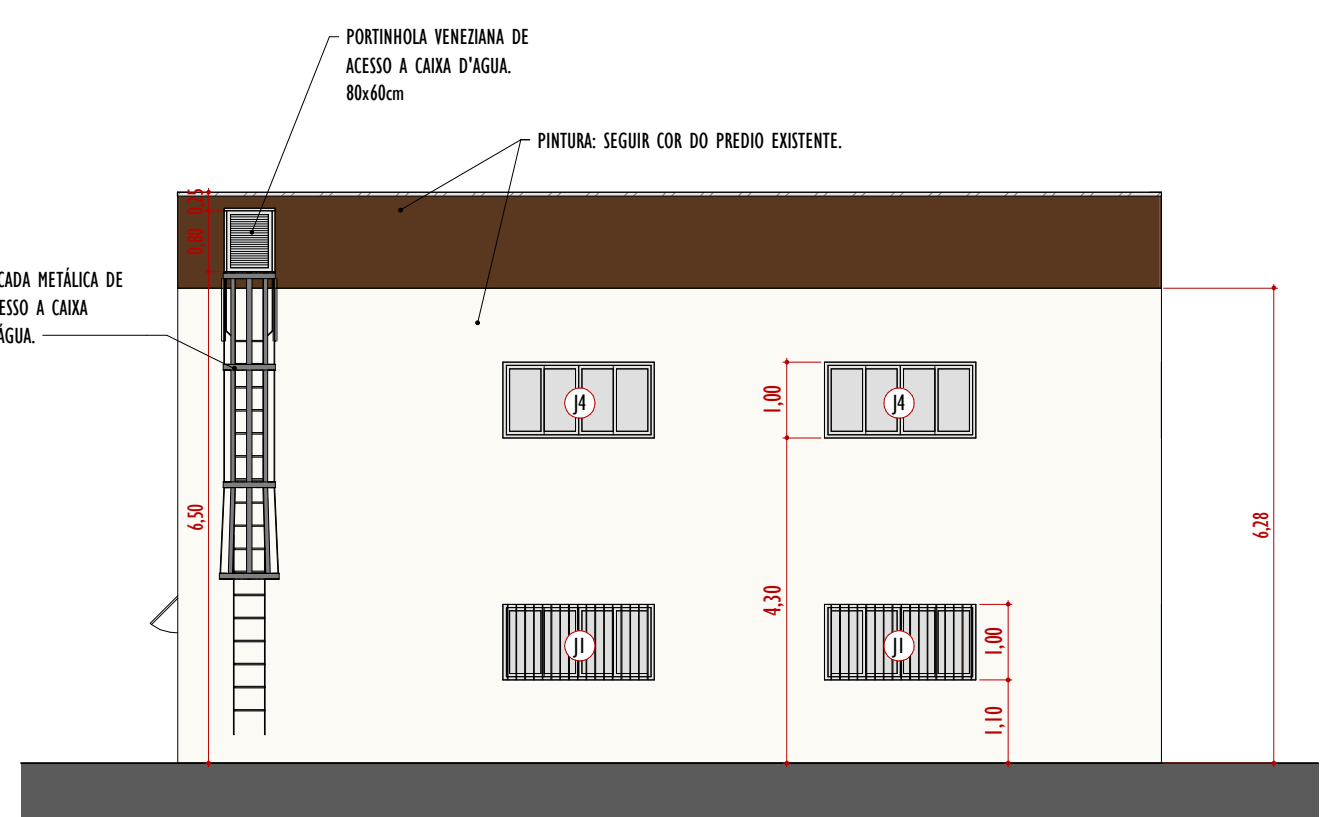 PORTINHOLA VENEZIANA DE
ACESSO A CAIXA D'AGUA.
80x60cm
PINTURA: SEGUIR COR DO PREDIO EXISTENTE.
0,25
0,80
CADA METÁLICA DE
ESSO A CAIXA
ÁGUA.
J4
1,00
J4
6,50
6,28
4,30
J1
J1
1,00
1,10